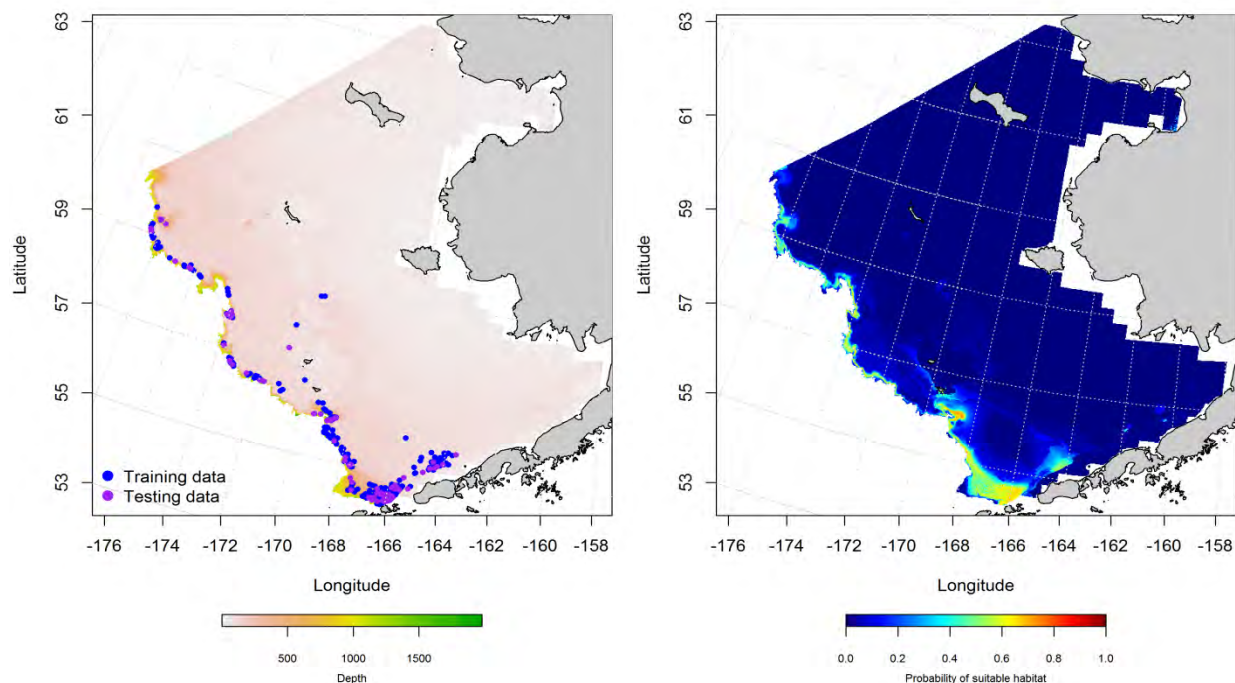 63
61
59
57
55
53
Latitude
Training data
Testing data
-176 -174 -172 -170 -168 -166 -164 -162 -160 -158
Longitude
500 1000 1500
Depth
63
61
59
57
55
53
Latitude
-176 -174 -172 -170 -168 -166 -164 -162 -160 -158
Longitude
0.0 0.2 0.4 0.6 0.8 1.0
Probability of suitable habitat